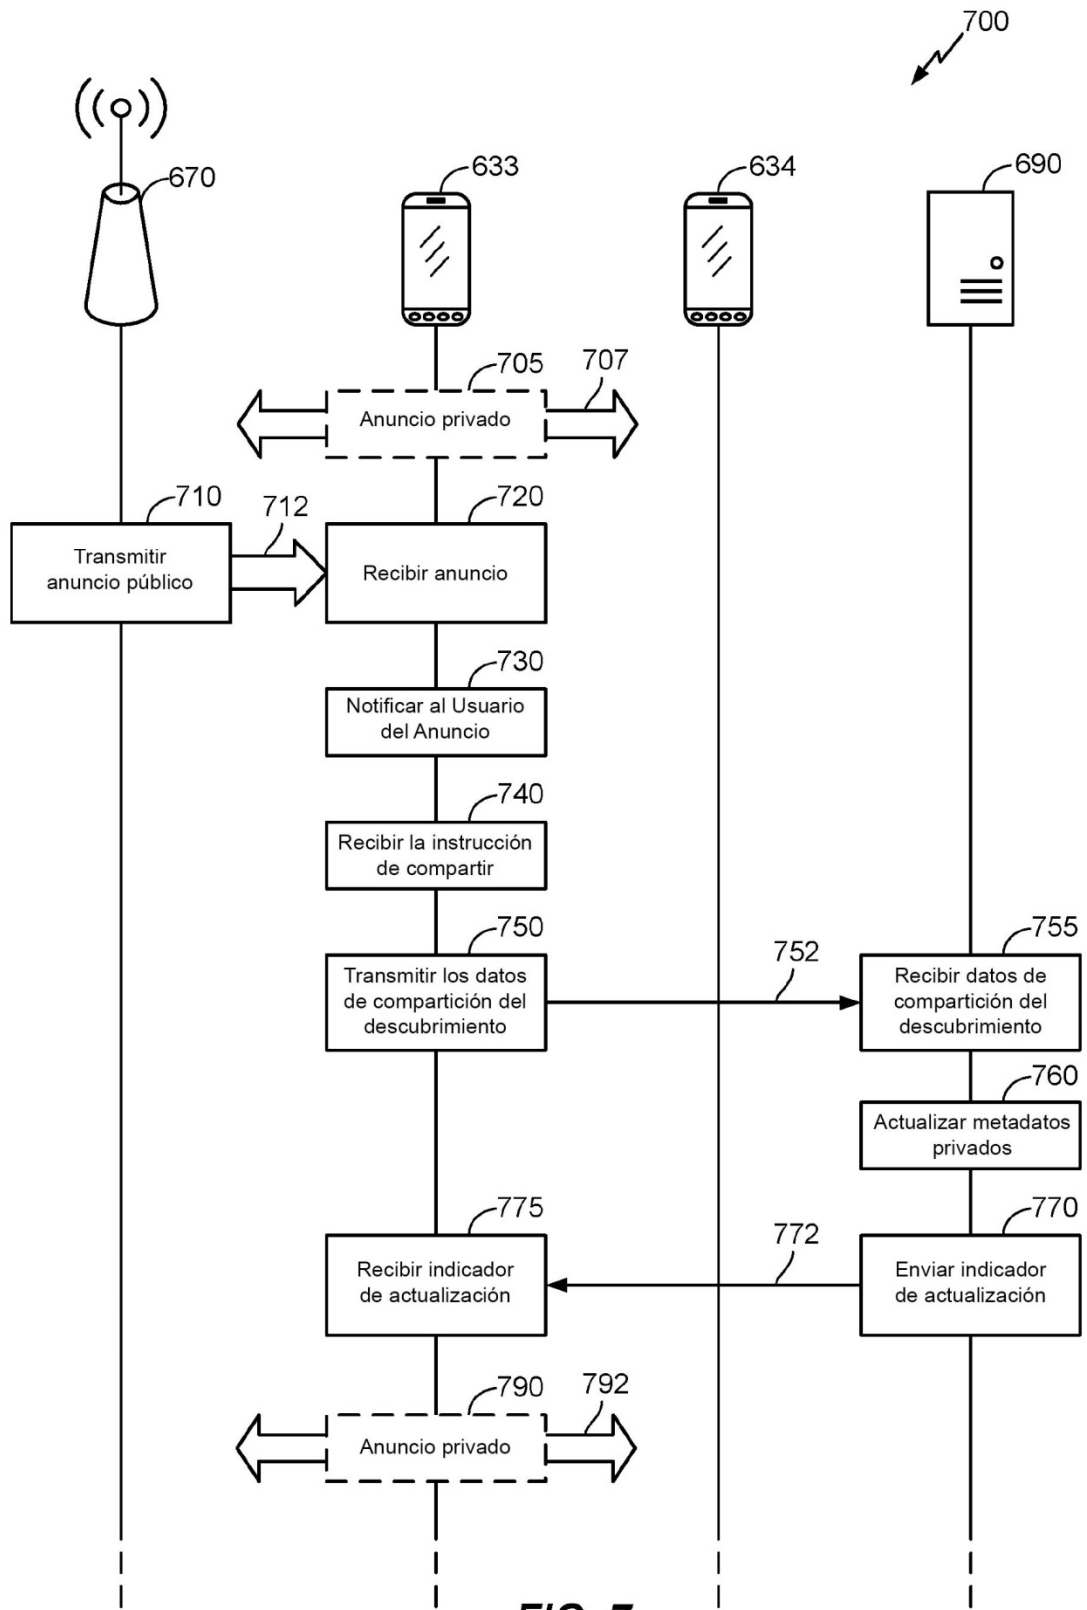 700
670
633
634
690
705
707
Anuncio privado
710
712
720
Transmitir
anuncio público
Recibir anuncio
730
Notificar al Usuario
del Anuncio
740
Recibir la instrucción
de compartir
750
752
755
Transmitir los datos
de compartición del
descubrimiento
Recibir datos de
compartición del
descubrimiento
760
Actualizar metadatos
privados
775
772
770
Recibir indicador
de actualización
Enviar indicador
de actualización
790
792
Anuncio privado
FIG. 7